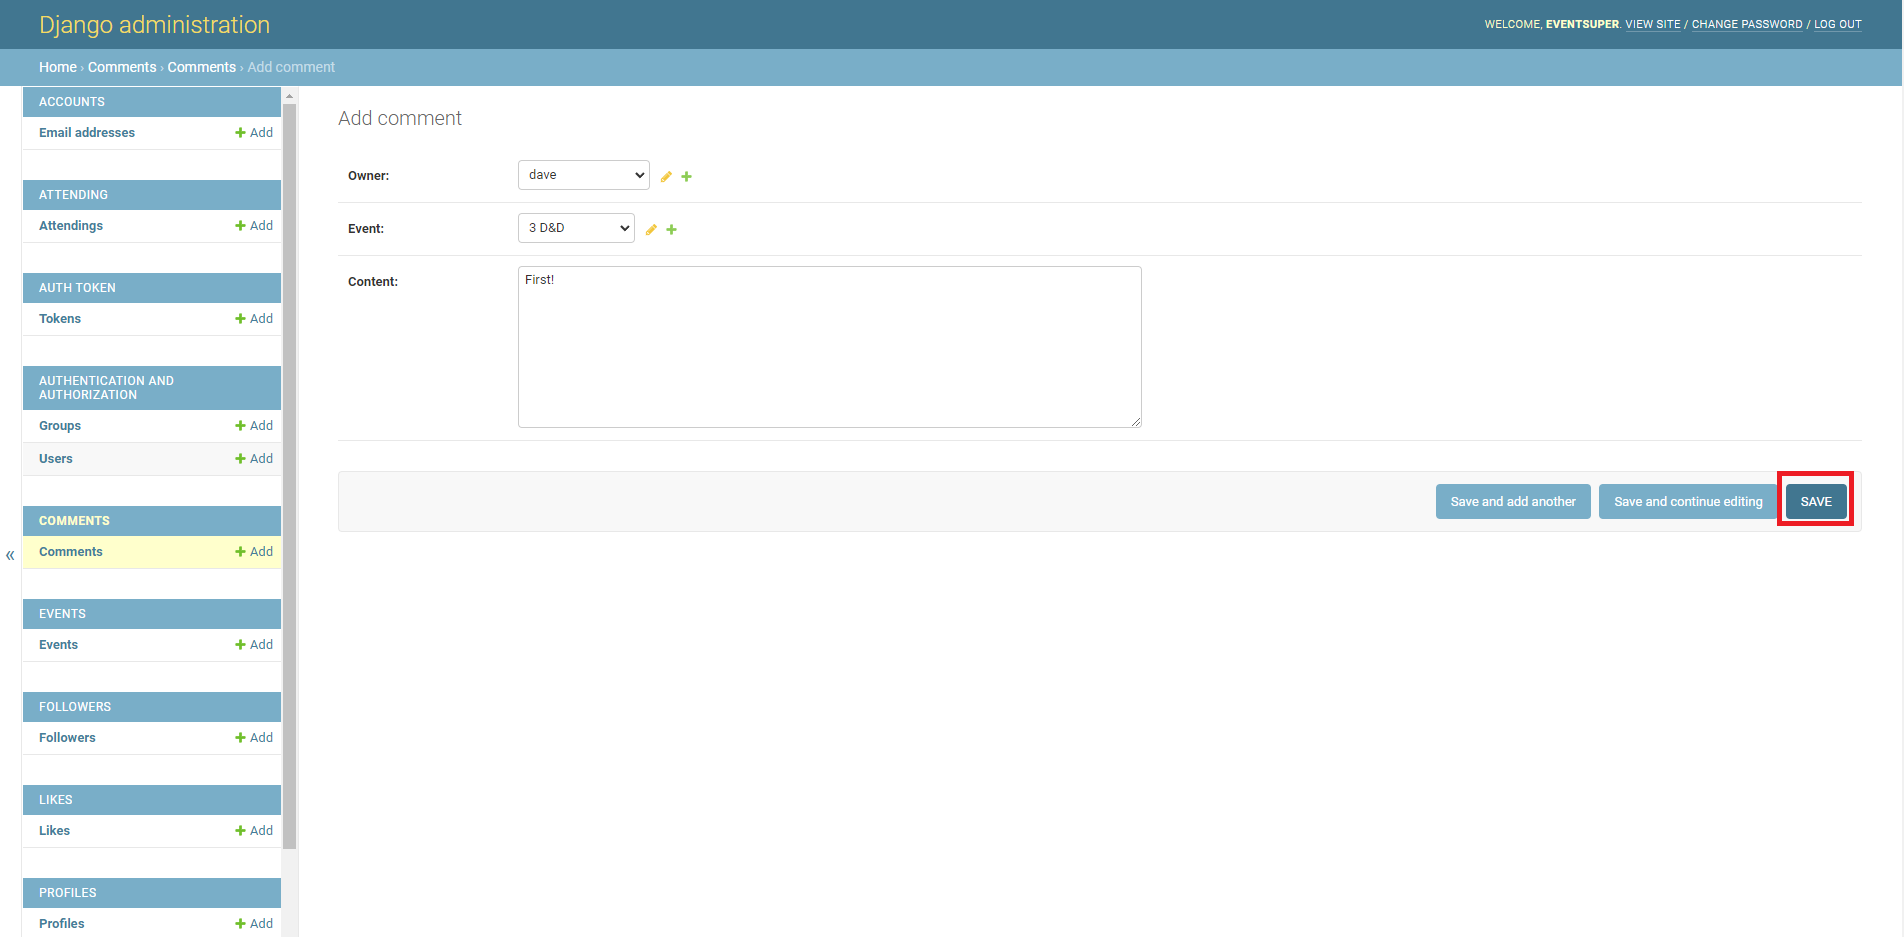 Django administration
WELCOME, EVENTSUPER. VIEW SITE / CHANGE PASSWORD / LOG OUT
Home › Comments › Comments › Add comment
ACCOUNTS
Email addresses
Add
ATTENDING
Attendings
Add
AUTH TOKEN
Tokens
Add
AUTHENTICATION AND
AUTHORIZATION
Groups
Add
Users
Add
COMMENTS
Comments
Add
EVENTS
Events
Add
FOLLOWERS
Followers
Add
LIKES
Likes
Add
PROFILES
Profiles
Add
«
Add comment
Owner:
dave
Event:
3 D&D
Content:
First!
Save and add another
Save and continue editing
SAVE